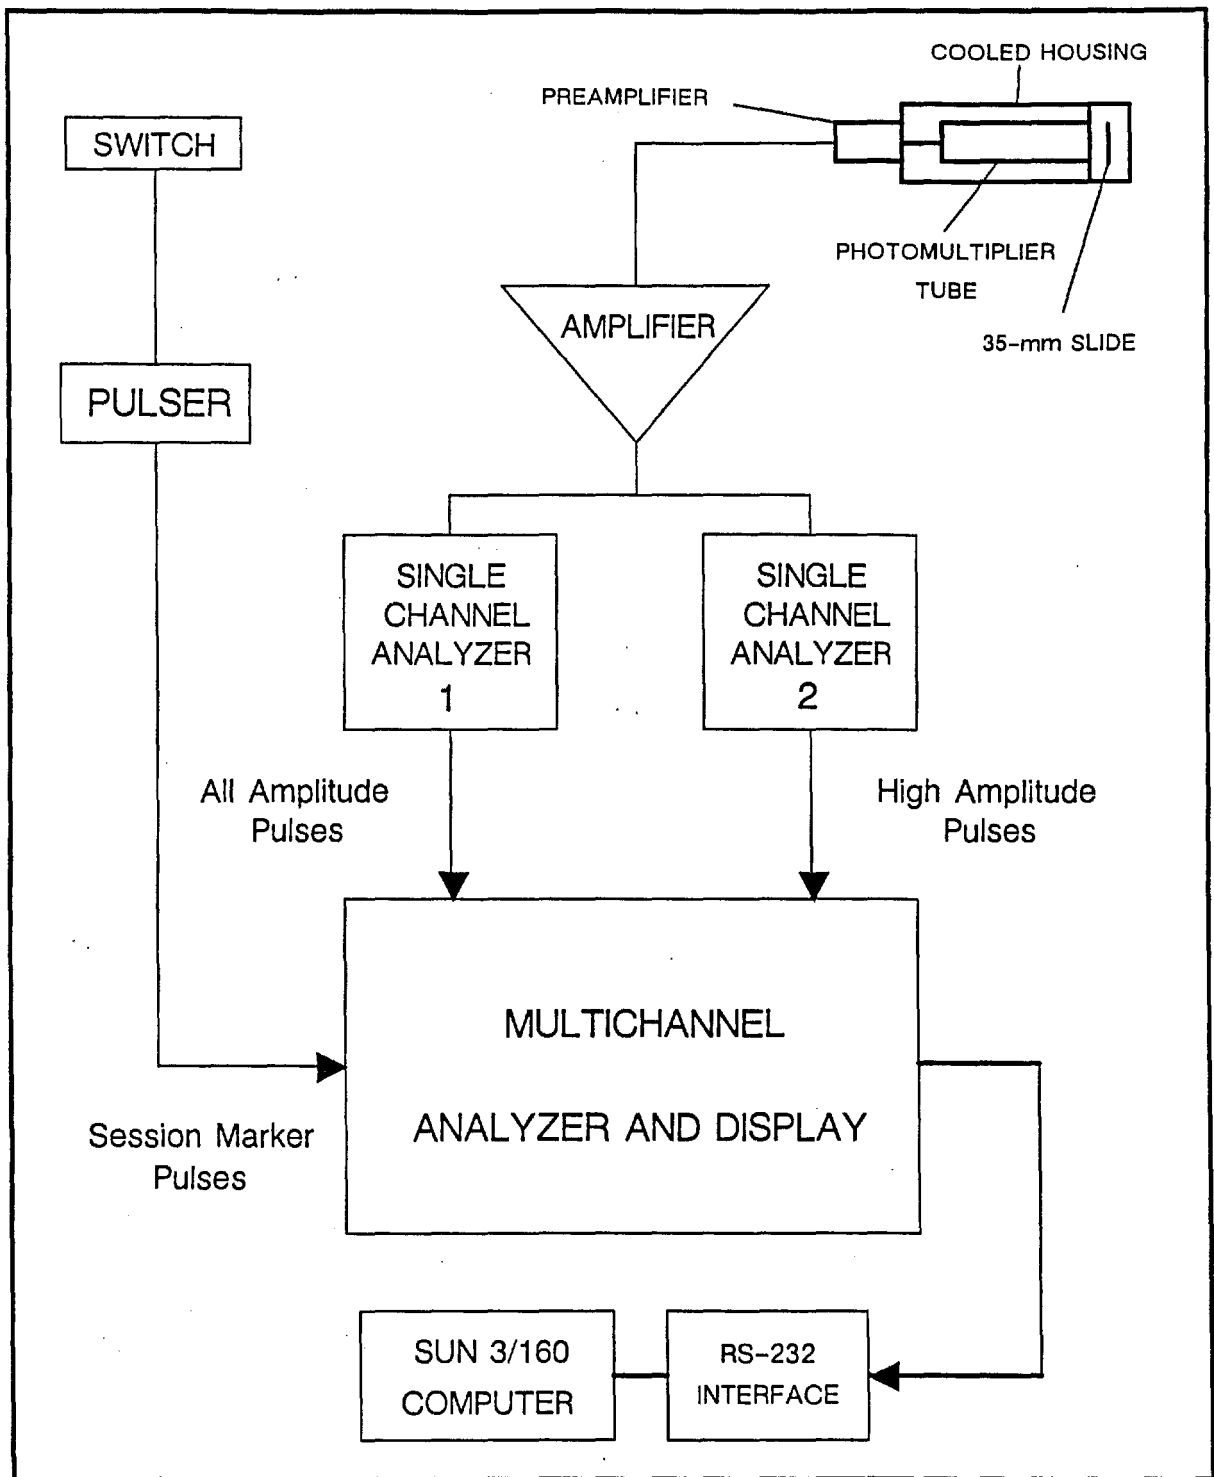 COOLED HOUSING
PREAMPLIFIER
SWITCH
PHOTOMULTIPLIER
TUBE
35-mm SLIDE
AMPLIFIER
PULSER
SINGLE
CHANNEL
ANALYZER
1
SINGLE
CHANNEL
ANALYZER
2
All Amplitude
Pulses
High Amplitude
Pulses
MULTICHANNEL
ANALYZER AND DISPLAY
Session Marker
Pulses
SUN 3/160
COMPUTER
RS-232
INTERFACE